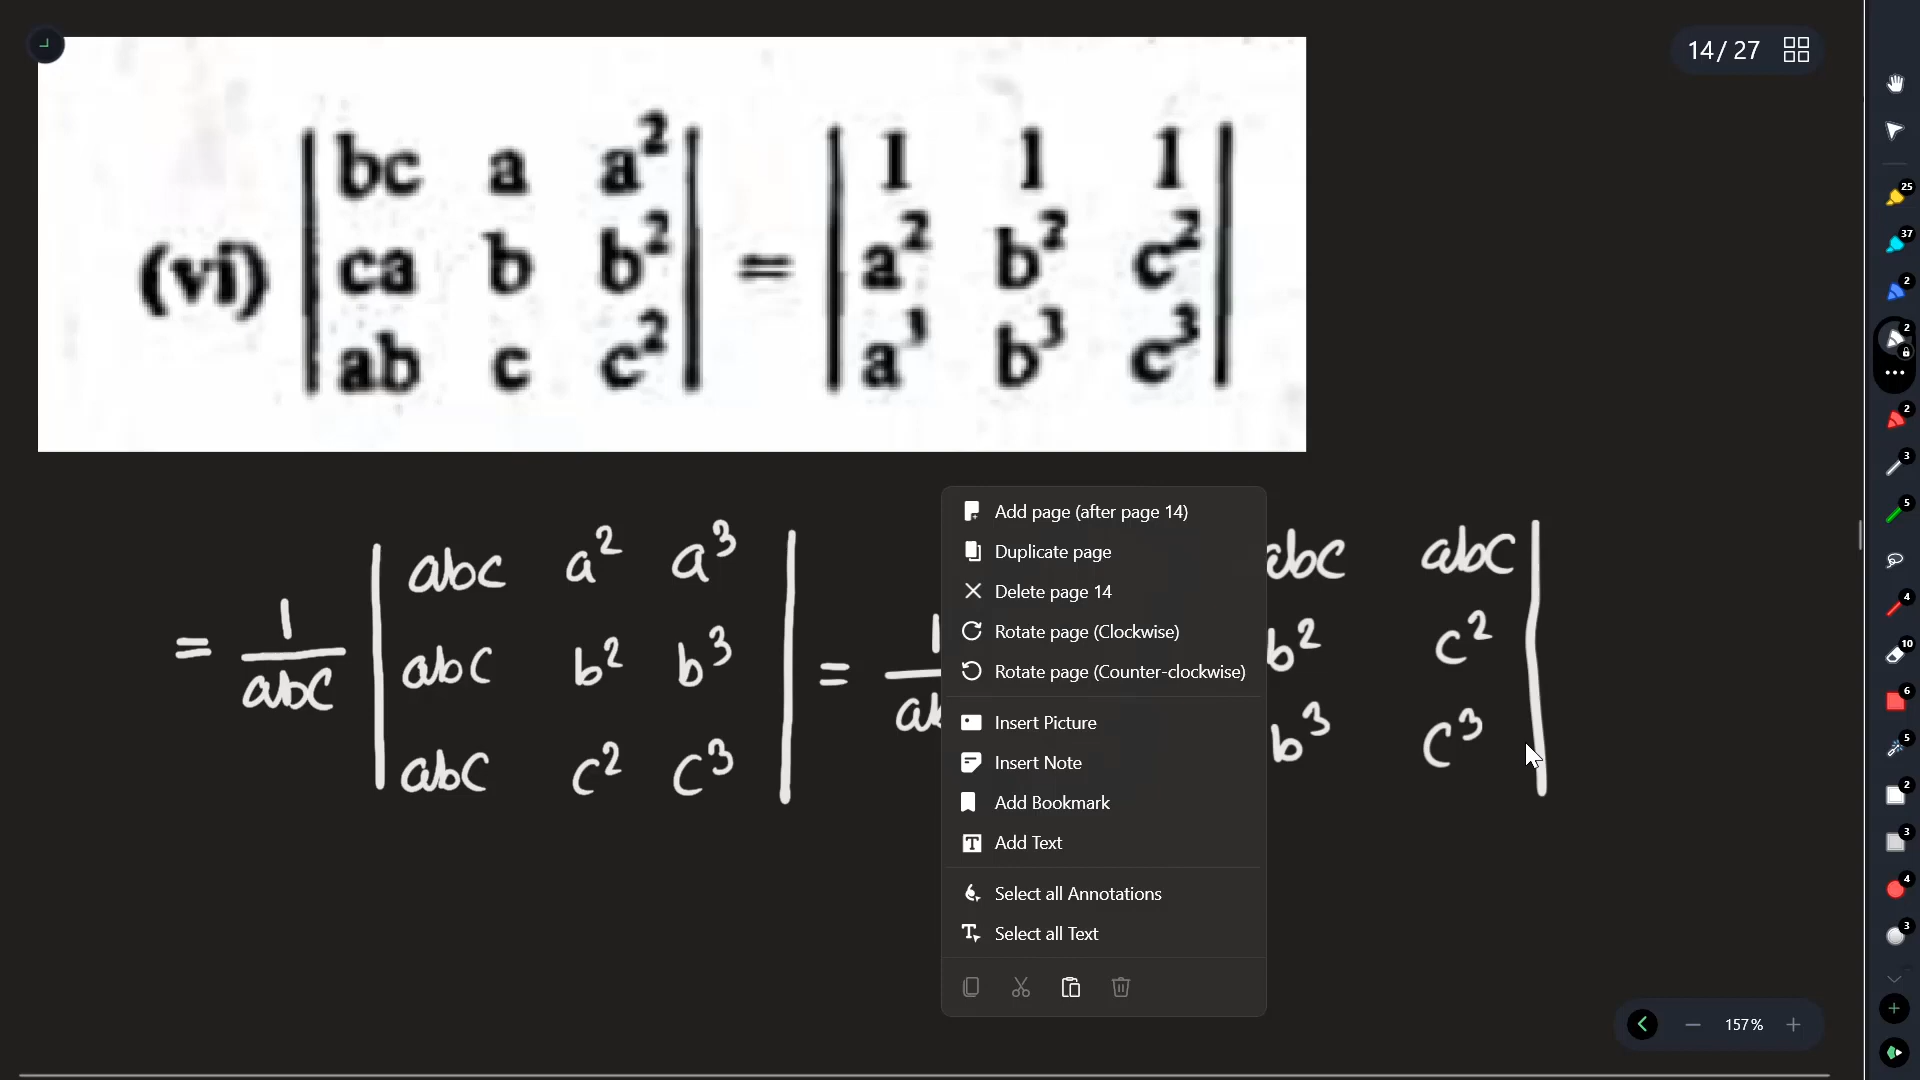 14/ 27
(vi) | bc a a² | = | 1 1 1 |
| ca b b² | | a² b² c² |
| ab c c² | | a³ b³ c³ |
= 1/abc | abc a² a³ | = 1/ab abc abc |
| abc b² b³ | b² c² |
| abc c² c³ | b³ c³ |
Add page (after page 14)
Duplicate page
Delete page 14
Rotate page (Clockwise)
Rotate page (Counter-clockwise)
Insert Picture
Insert Note
Add Bookmark
Add Text
Select all Annotations
Select all Text
25
37
2
2
2
3
5
4
10
6
5
2
3
4
3
157%